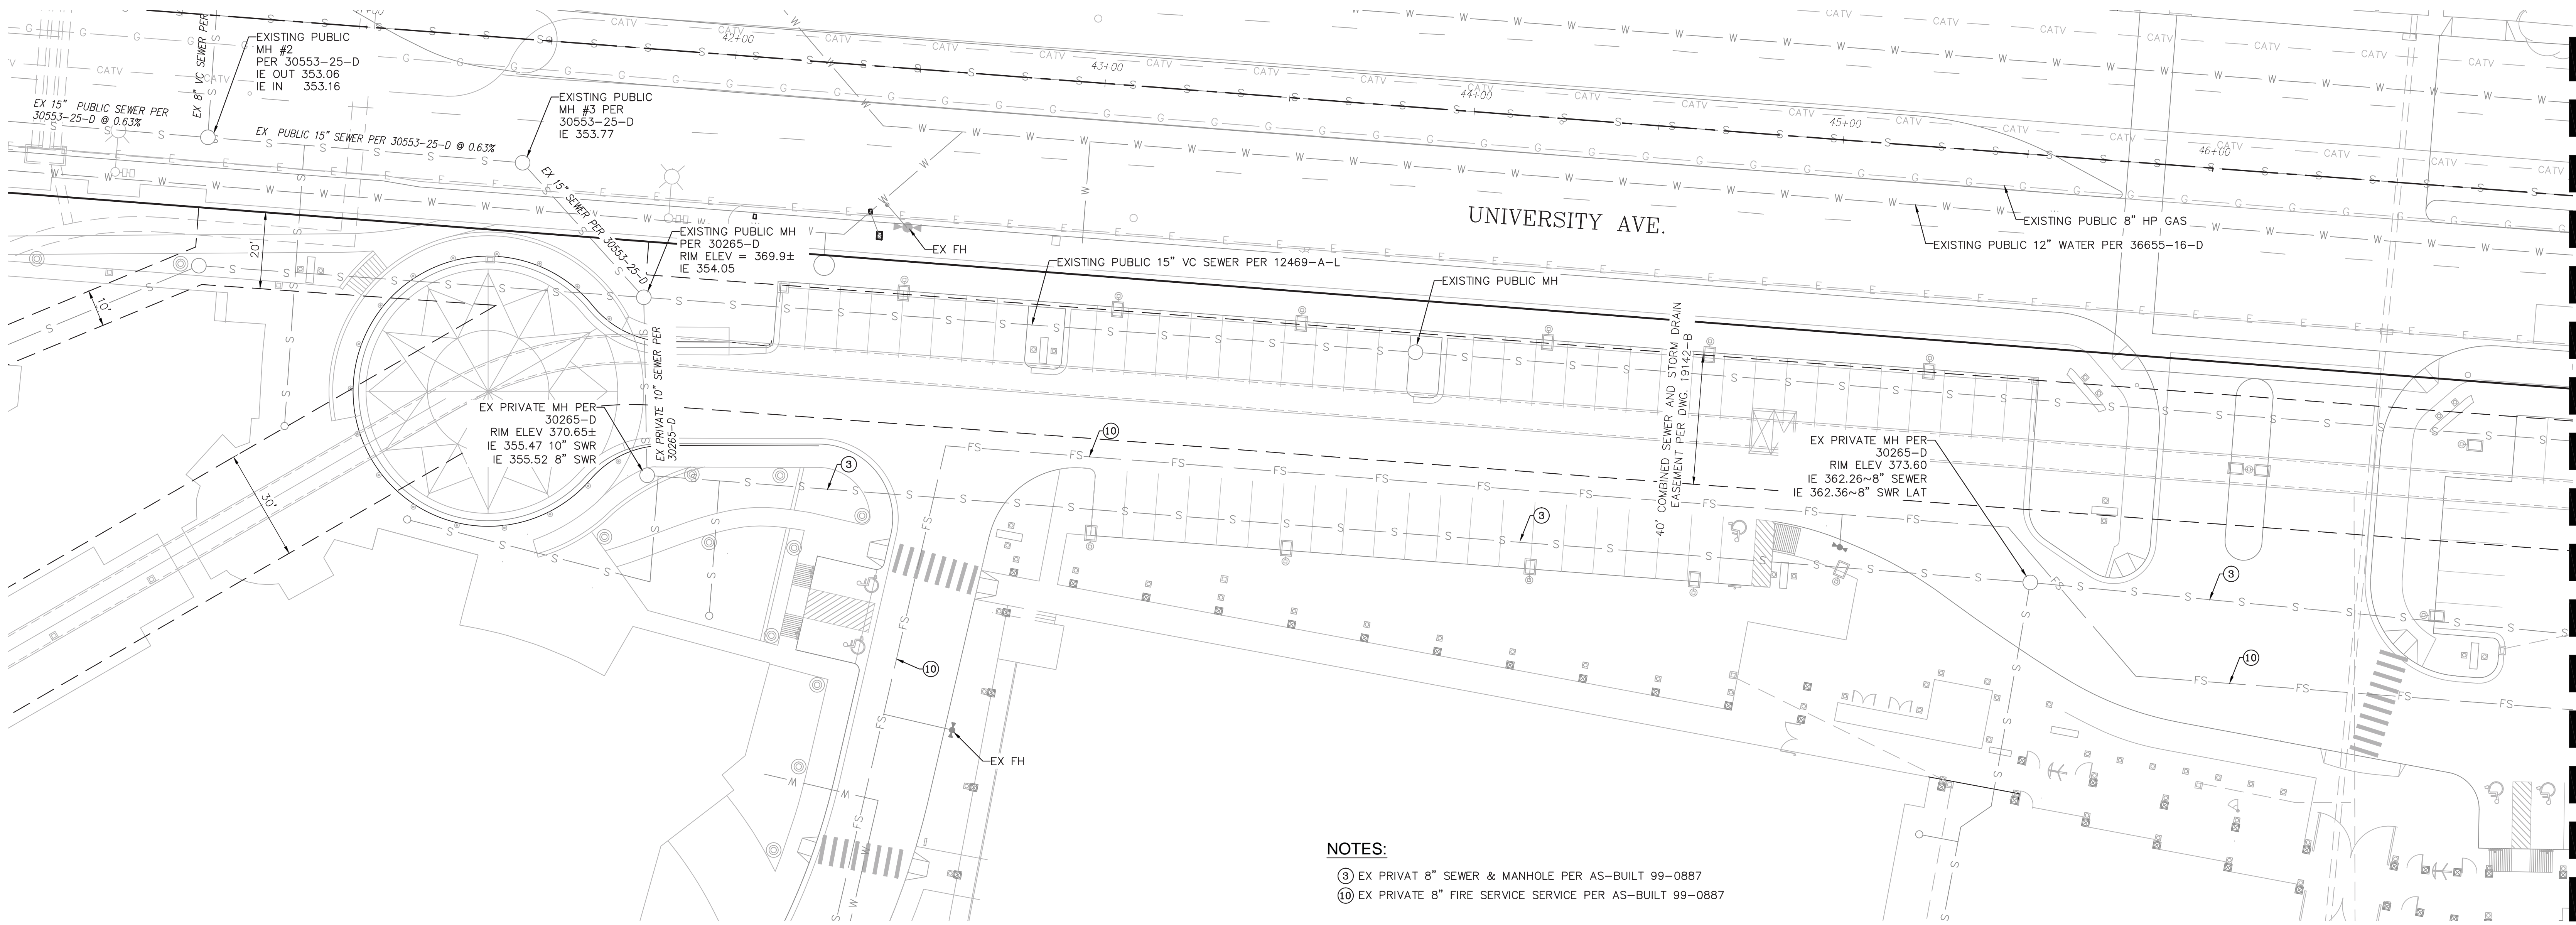 EXISTING PUBLIC
MH #2
PER 30553-25-D
IE OUT 353.06
IE IN 353.16
EX 8" VC SEWER PER
EX 15" PUBLIC SEWER PER
30553-25-D @ 0.63%
EX PUBLIC 15" SEWER PER 30553-25-D @ 0.63%
EXISTING PUBLIC
MH #3 PER
30553-25-D
IE 353.77
EX 15" SEWER PER 30553-25-D
EXISTING PUBLIC MH
PER 30265-D
RIM ELEV = 369.9±
IE 354.05
42+00
43+00
44+00
45+00
46+00
CATV
G
S
W
E
FS
UNIVERSITY AVE.
EX FH
EXISTING PUBLIC 15" VC SEWER PER 12469-A-L
EXISTING PUBLIC MH
EXISTING PUBLIC 8" HP GAS
EXISTING PUBLIC 12" WATER PER 36655-16-D
20'
10'
30'
EX PRIVATE 10" SEWER PER
30265-D
EX PRIVATE MH PER
30265-D
RIM ELEV 370.65±
IE 355.47 10" SWR
IE 355.52 8" SWR
40' COMBINED SEWER AND STORM DRAIN
EASEMENT PER DWG. 19142-B
EX PRIVATE MH PER
30265-D
RIM ELEV 373.60
IE 362.26~8" SEWER
IE 362.36~8" SWR LAT
3
10
3
3
10
10
EX FH
NOTES:
3 EX PRIVAT 8" SEWER & MANHOLE PER AS-BUILT 99-0887
10 EX PRIVATE 8" FIRE SERVICE SERVICE PER AS-BUILT 99-0887